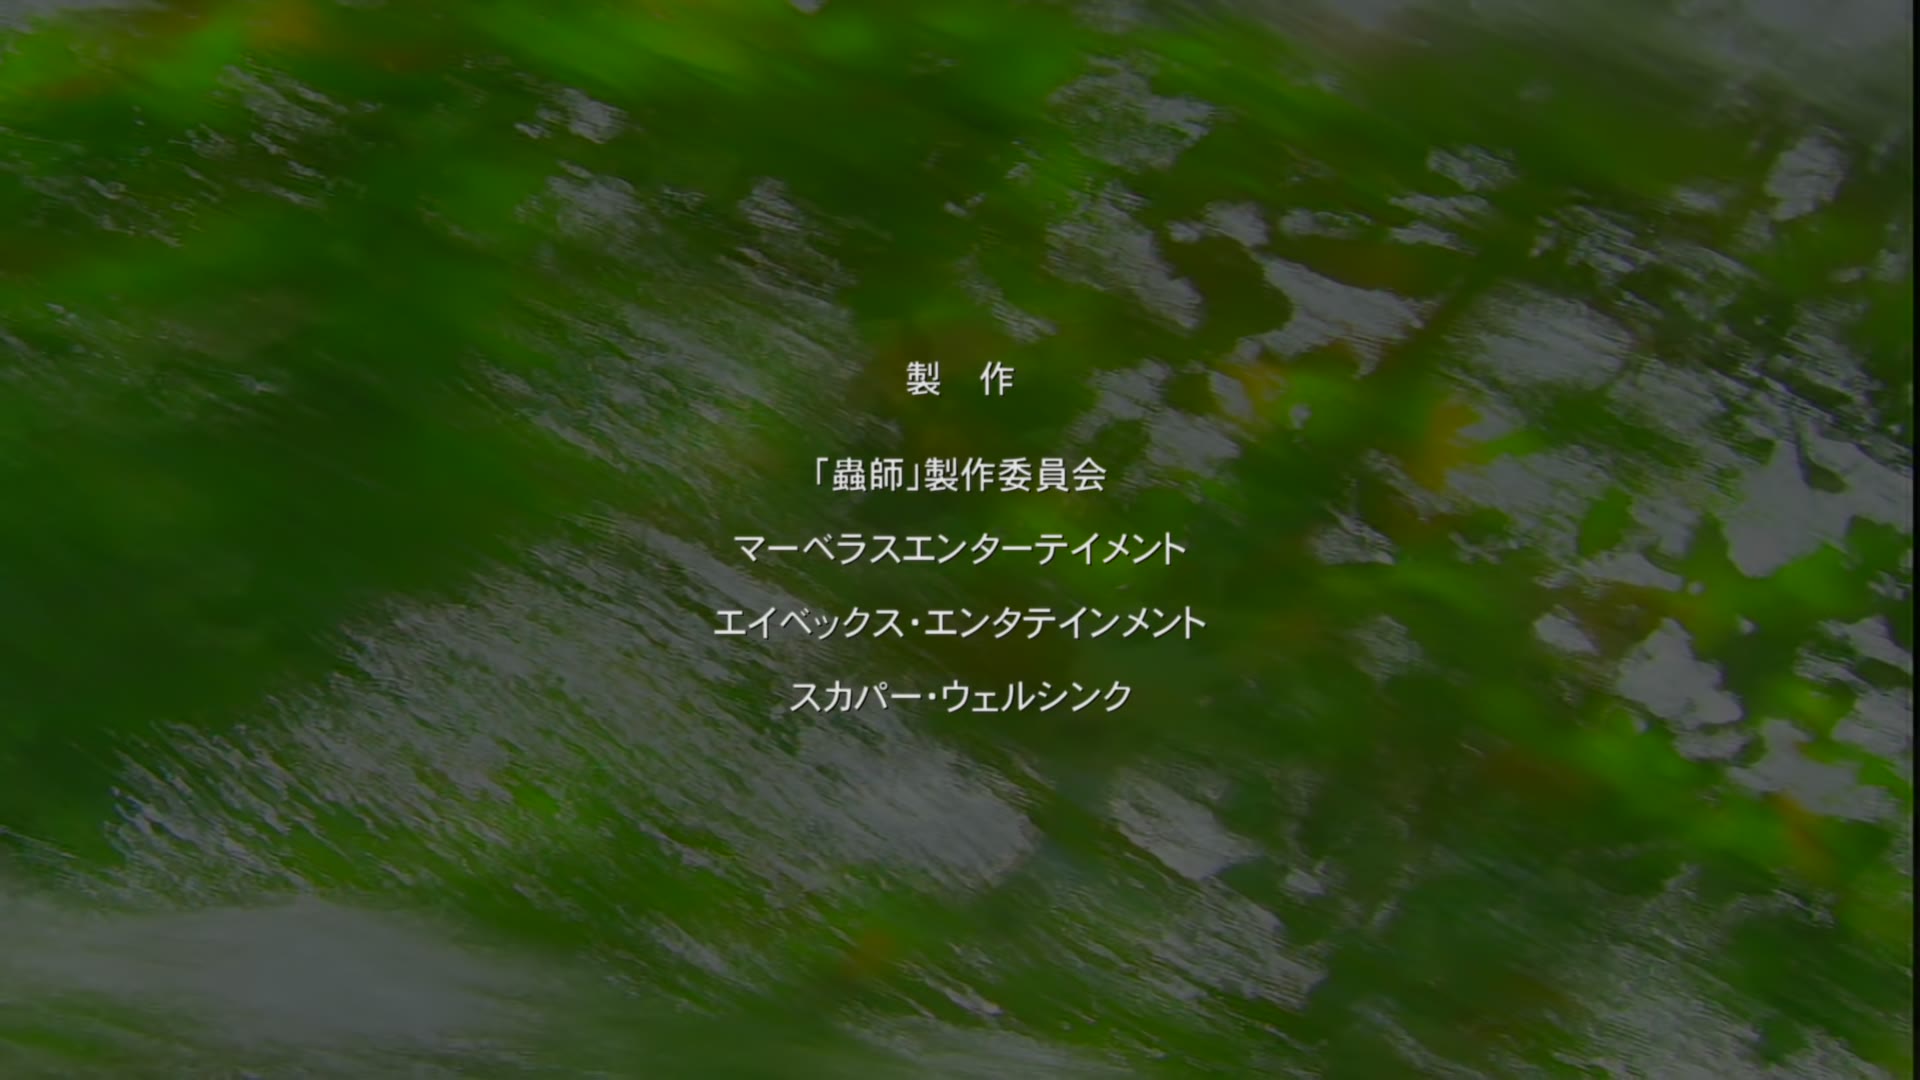 製　作
「蟲師」製作委員会
マーベラスエンターテイメント
エイベックス・エンタテインメント
スカパー・ウェルシンク